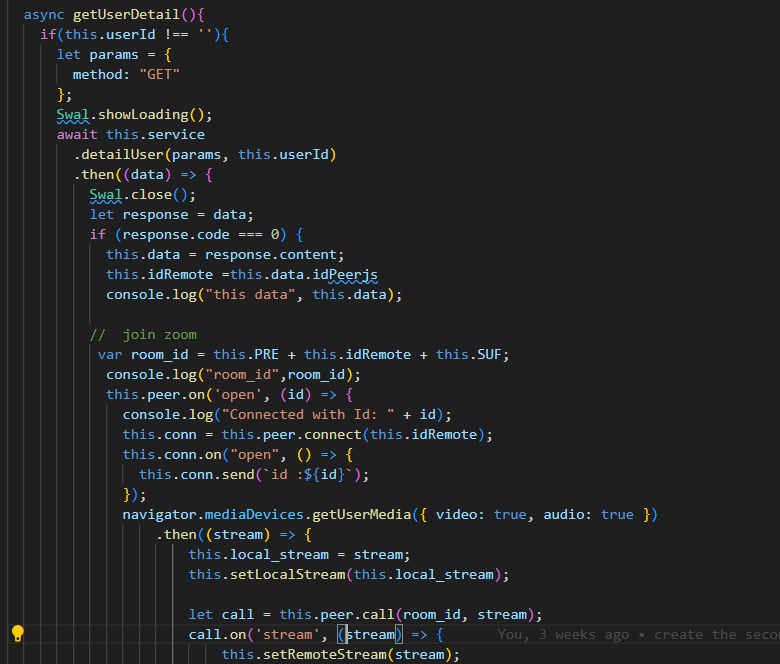 async getUserDetail(){
if(this.userId !== ''){
let params = {
method: "GET"
};
Swal.showLoading();
await this.service
.detailUser(params, this.userId)
.then((data) => {
Swal.close();
let response = data;
if (response.code === 0) {
this.data = response.content;
this.idRemote =this.data.idPeerjs
console.log("this data", this.data);
//  join zoom
var room_id = this.PRE + this.idRemote + this.SUF;
console.log("room_id",room_id);
this.peer.on('open', (id) => {
console.log("Connected with Id: " + id);
this.conn = this.peer.connect(this.idRemote);
this.conn.on("open", () => {
this.conn.send(`id :${id}`);
});
navigator.mediaDevices.getUserMedia({ video: true, audio: true })
.then((stream) => {
this.local_stream = stream;
this.setLocalStream(this.local_stream);
let call = this.peer.call(room_id, stream);
call.on('stream', (stream) => { You, 3 weeks ago • create the seco
this.setRemoteStream(stream);